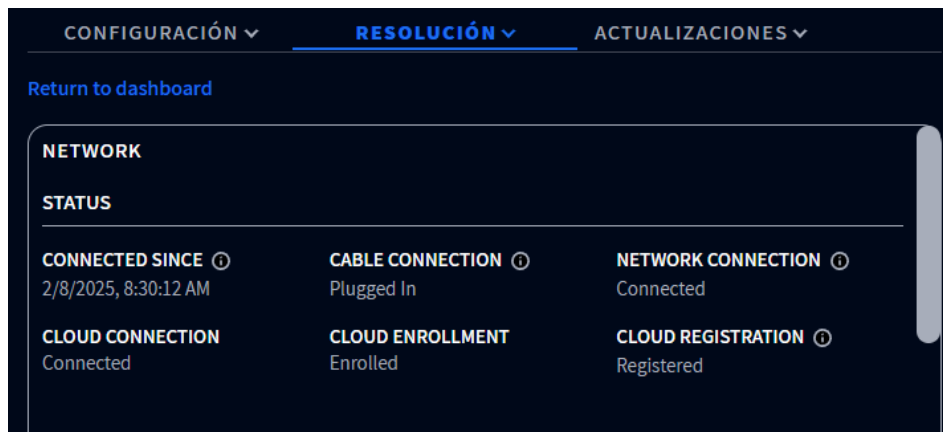 CONFIGURACIÓN RESOLUCIÓN ACTUALIZACIONES
Return to dashboard
NETWORK
STATUS
CONNECTED SINCE CABLE CONNECTION NETWORK CONNECTION
2/8/2025, 8:30:12 AM Plugged In Connected
CLOUD CONNECTION CLOUD ENROLLMENT CLOUD REGISTRATION
Connected Enrolled Registered